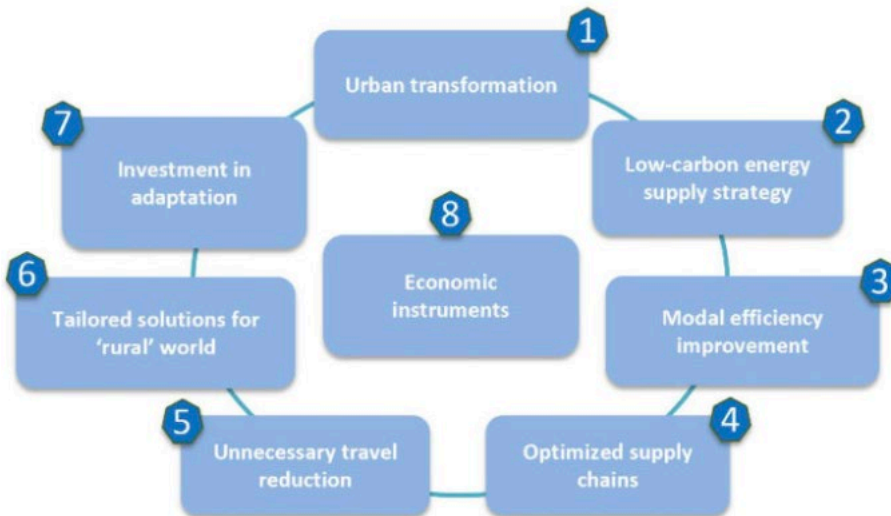 1
Urban transformation
2
Low-carbon energy
supply strategy
3
Modal efficiency
improvement
4
Optimized supply
chains
5
Unnecessary travel
reduction
6
Tailored solutions for
‘rural’ world
7
Investment in
adaptation
8
Economic
instruments